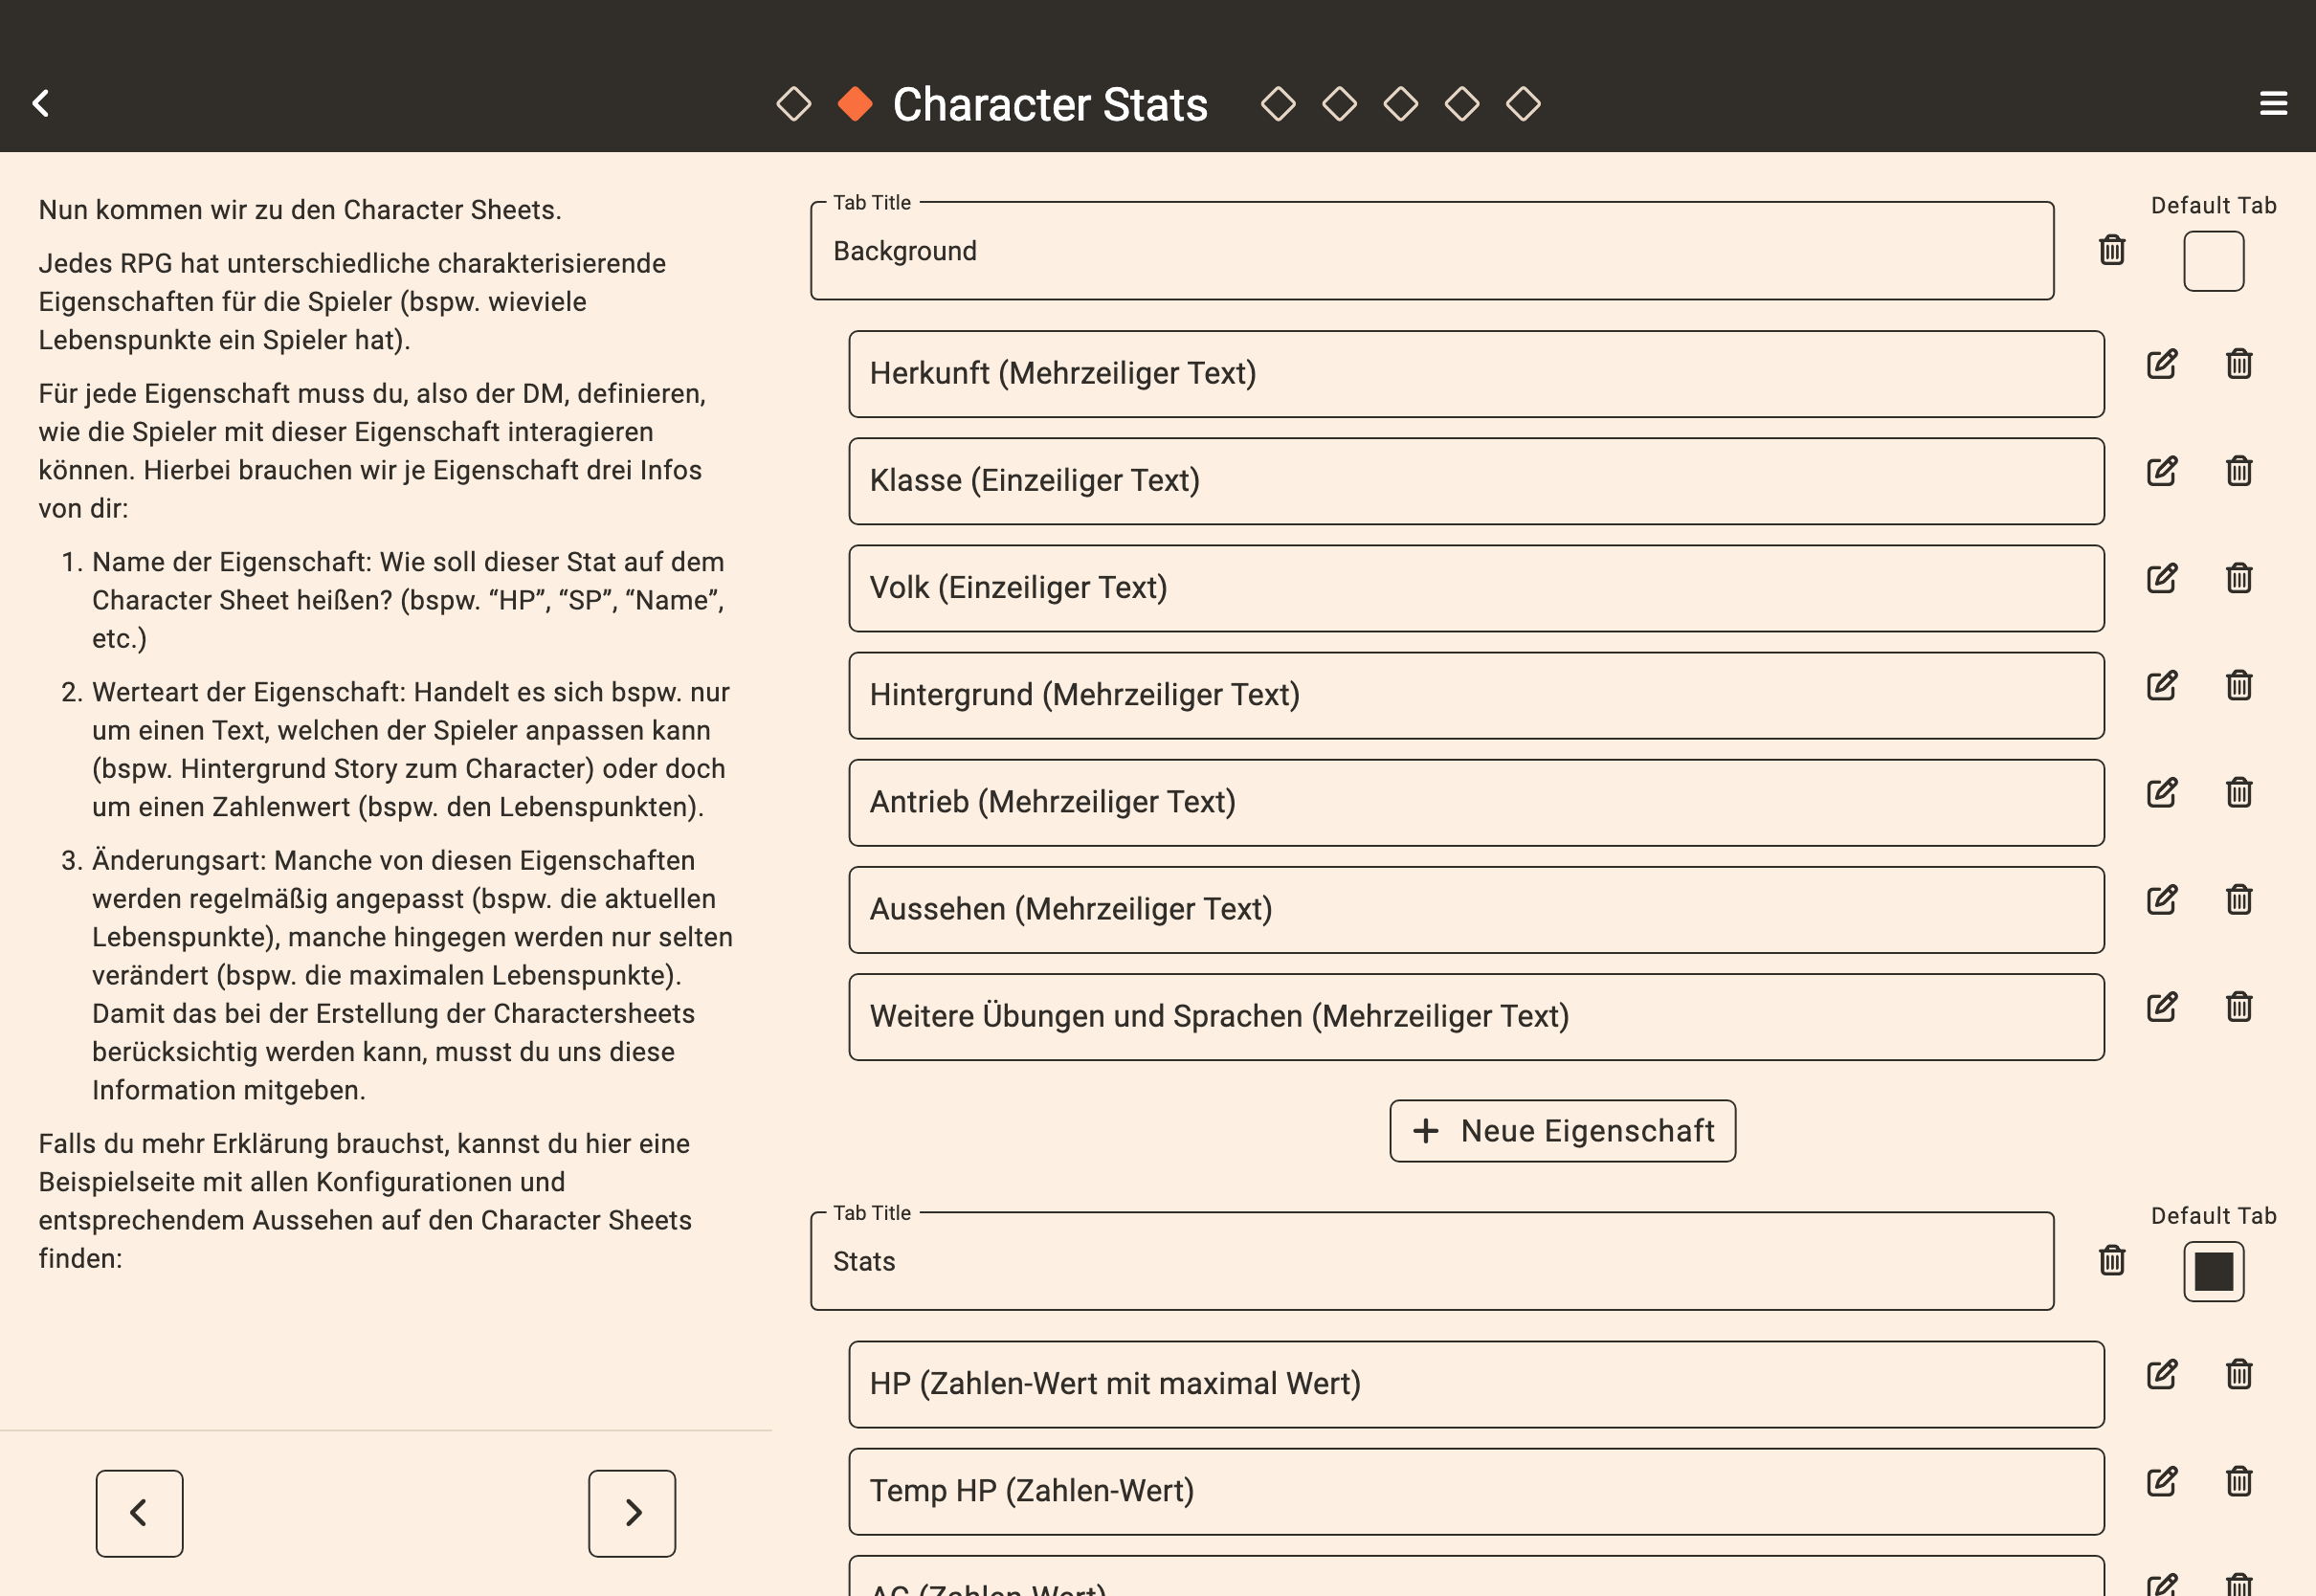 Character Stats
Nun kommen wir zu den Character Sheets.
Jedes RPG hat unterschiedliche charakterisierende
Eigenschaften für die Spieler (bspw. wieviele
Lebenspunkte ein Spieler hat).
Für jede Eigenschaft muss du, also der DM, definieren,
wie die Spieler mit dieser Eigenschaft interagieren
können. Hierbei brauchen wir je Eigenschaft drei Infos
von dir:
1. Name der Eigenschaft: Wie soll dieser Stat auf dem
Character Sheet heißen? (bspw. “HP”, “SP”, “Name”,
etc.)
2. Werteart der Eigenschaft: Handelt es sich bspw. nur
um einen Text, welchen der Spieler anpassen kann
(bspw. Hintergrund Story zum Character) oder doch
um einen Zahlenwert (bspw. den Lebenspunkten).
3. Änderungsart: Manche von diesen Eigenschaften
werden regelmäßig angepasst (bspw. die aktuellen
Lebenspunkte), manche hingegen werden nur selten
verändert (bspw. die maximalen Lebenspunkte).
Damit das bei der Erstellung der Charactersheets
berücksichtig werden kann, musst du uns diese
Information mitgeben.
Falls du mehr Erklärung brauchst, kannst du hier eine
Beispielseite mit allen Konfigurationen und
entsprechendem Aussehen auf den Character Sheets
finden:
Tab Title
Background
Default Tab
Herkunft (Mehrzeiliger Text)
Klasse (Einzeiliger Text)
Volk (Einzeiliger Text)
Hintergrund (Mehrzeiliger Text)
Antrieb (Mehrzeiliger Text)
Aussehen (Mehrzeiliger Text)
Weitere Übungen und Sprachen (Mehrzeiliger Text)
+ Neue Eigenschaft
Tab Title
Stats
Default Tab
HP (Zahlen-Wert mit maximal Wert)
Temp HP (Zahlen-Wert)
AC (Zahlen-Wert)